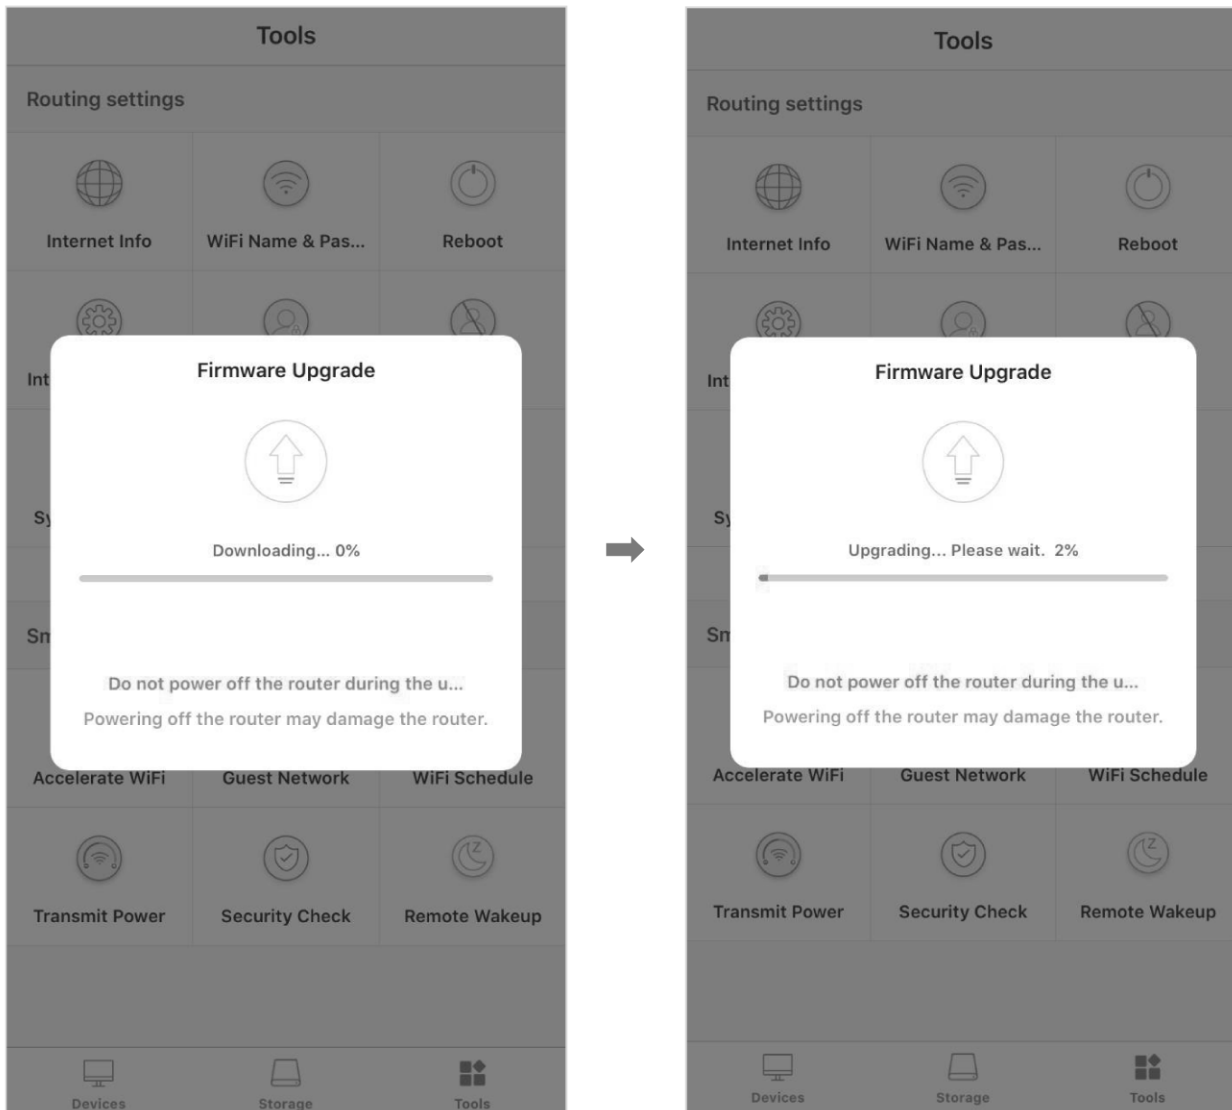 Tools
Routing settings
Internet Info
WiFi Name & Pas...
Reboot
Int
Firmware Upgrade
Sy
Downloading... 0%
Sm
Do not power off the router during the u...
Powering off the router may damage the router.
Accelerate WiFi
Guest Network
WiFi Schedule
Transmit Power
Security Check
Remote Wakeup
Devices
Storage
Tools
Tools
Routing settings
Internet Info
WiFi Name & Pas...
Reboot
Int
Firmware Upgrade
Sy
Upgrading... Please wait. 2%
Sm
Do not power off the router during the u...
Powering off the router may damage the router.
Accelerate WiFi
Guest Network
WiFi Schedule
Transmit Power
Security Check
Remote Wakeup
Devices
Storage
Tools